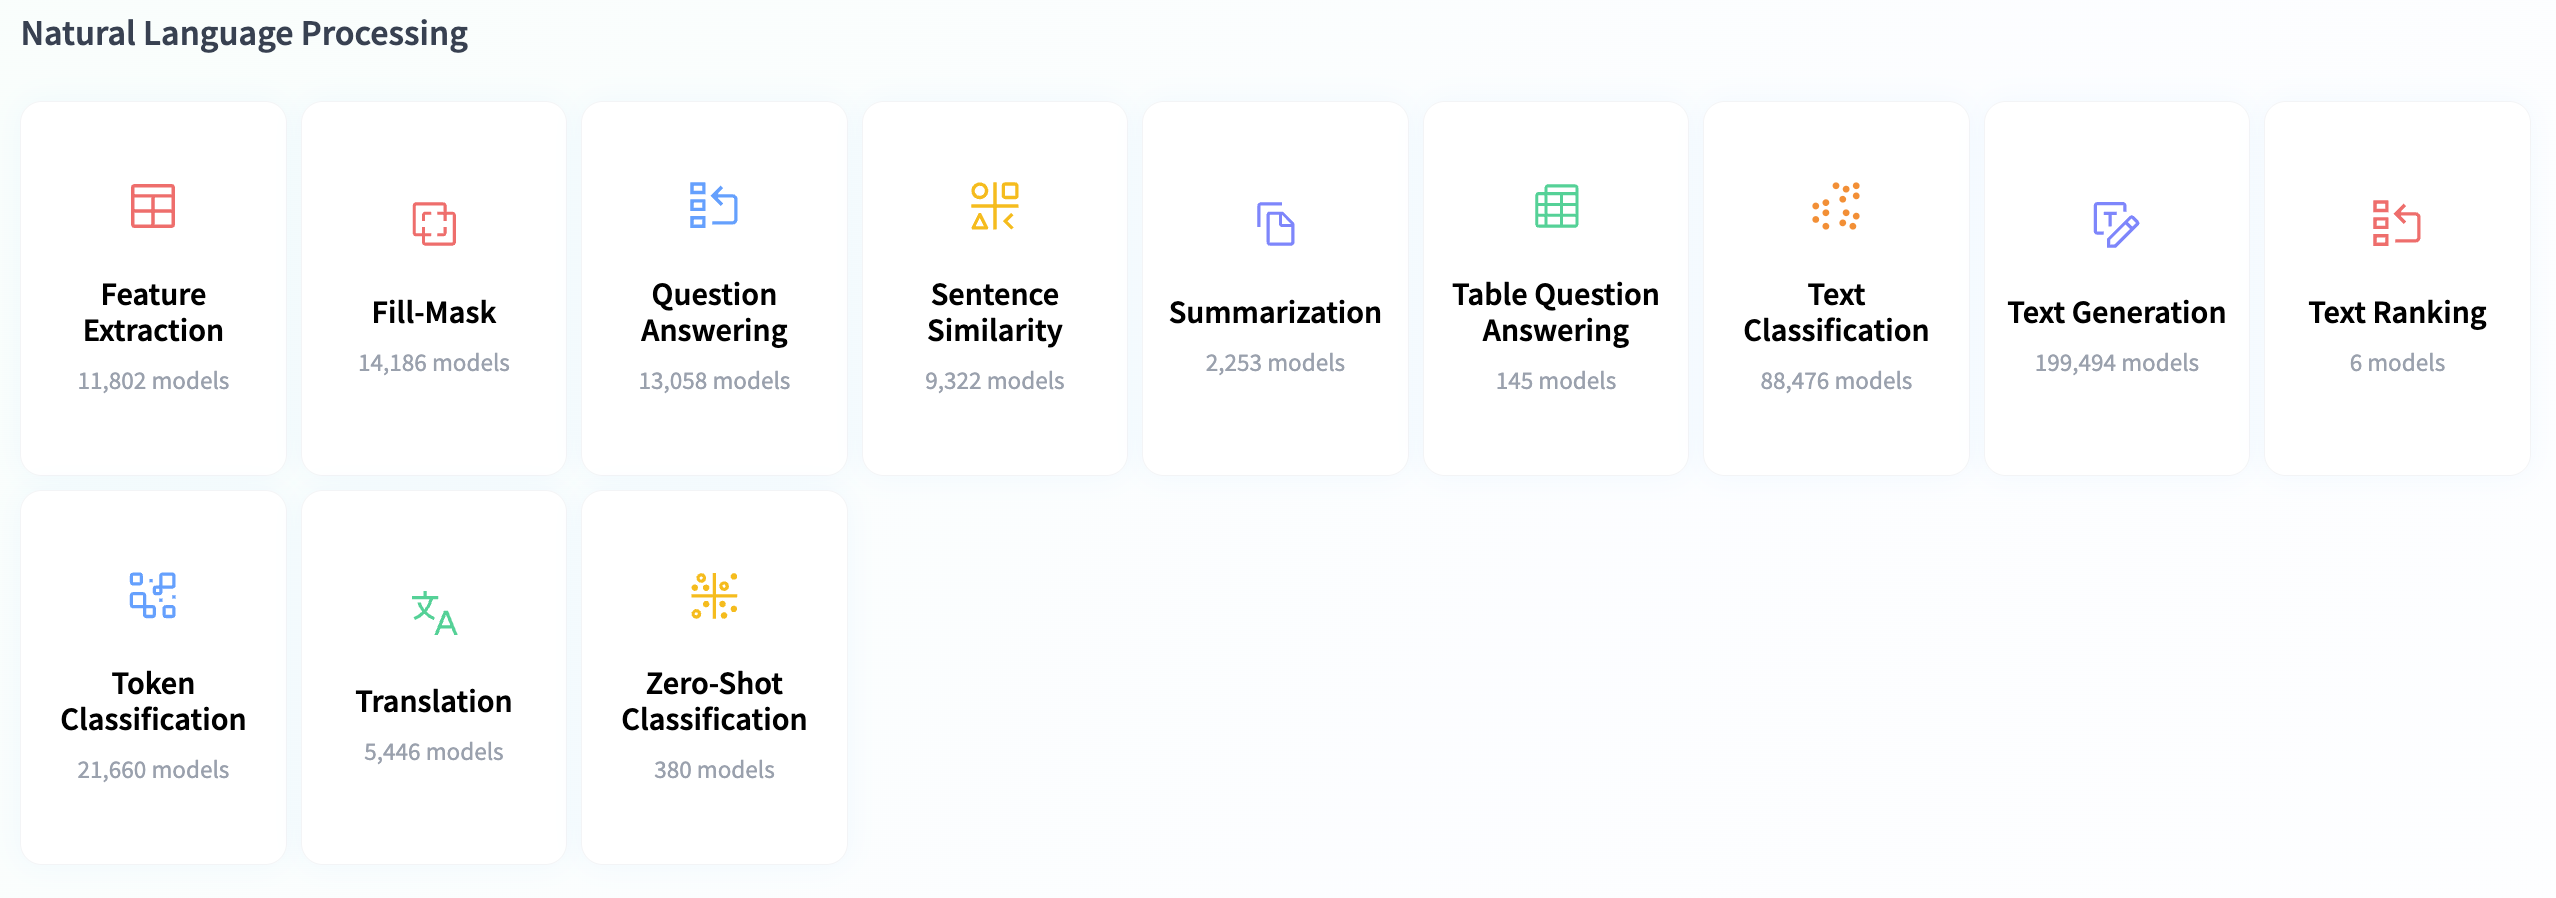 Natural Language Processing
Feature
Extraction
11,802 models
Fill-Mask
14,186 models
Question
Answering
13,058 models
Sentence
Similarity
9,322 models
Summarization
2,253 models
Table Question
Answering
145 models
Text
Classification
88,476 models
Text Generation
199,494 models
Text Ranking
6 models
Token
Classification
21,660 models
Translation
5,446 models
Zero-Shot
Classification
380 models